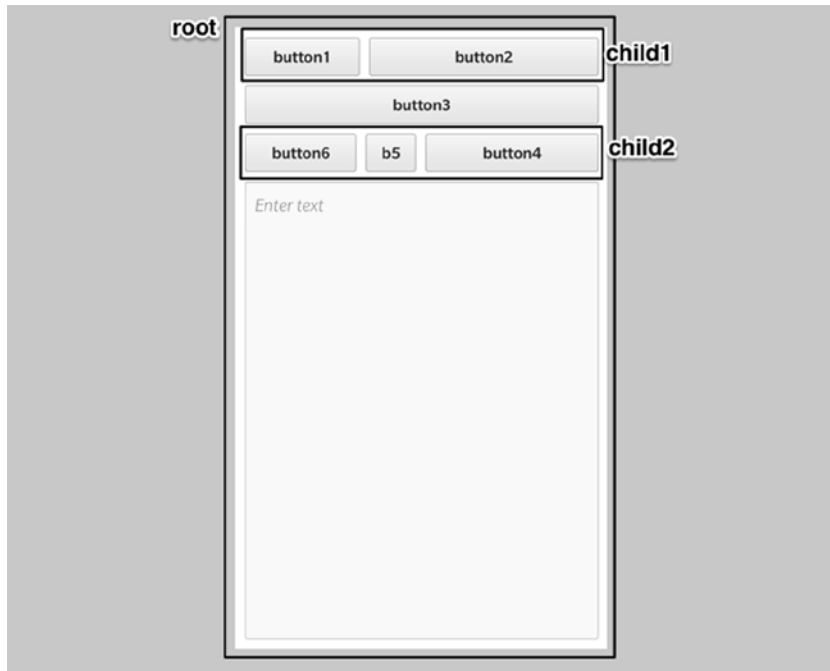 root
button1 button2 child1
button3
button6 b5 button4 child2
Enter text